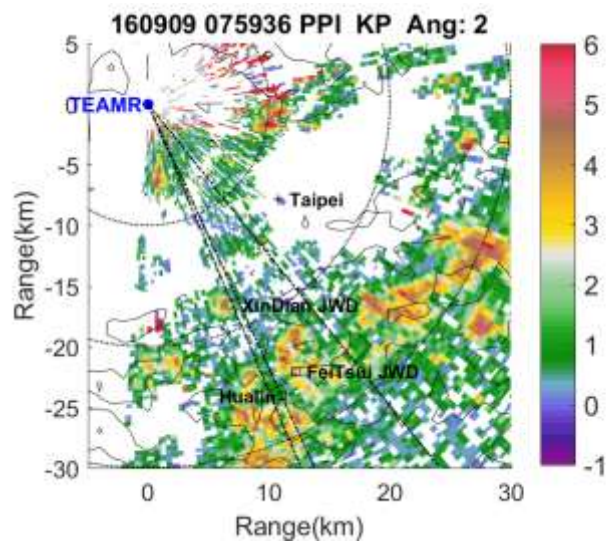 160909 075936 PPI KP Ang: 2
5
0
-5
-10
-15
-20
-25
-30
Range(km)
TEAMR
Taipei
XinDian JWD
FeiTsui JWD
Hualin
0
10
20
30
Range(km)
6
5
4
3
2
1
0
-1